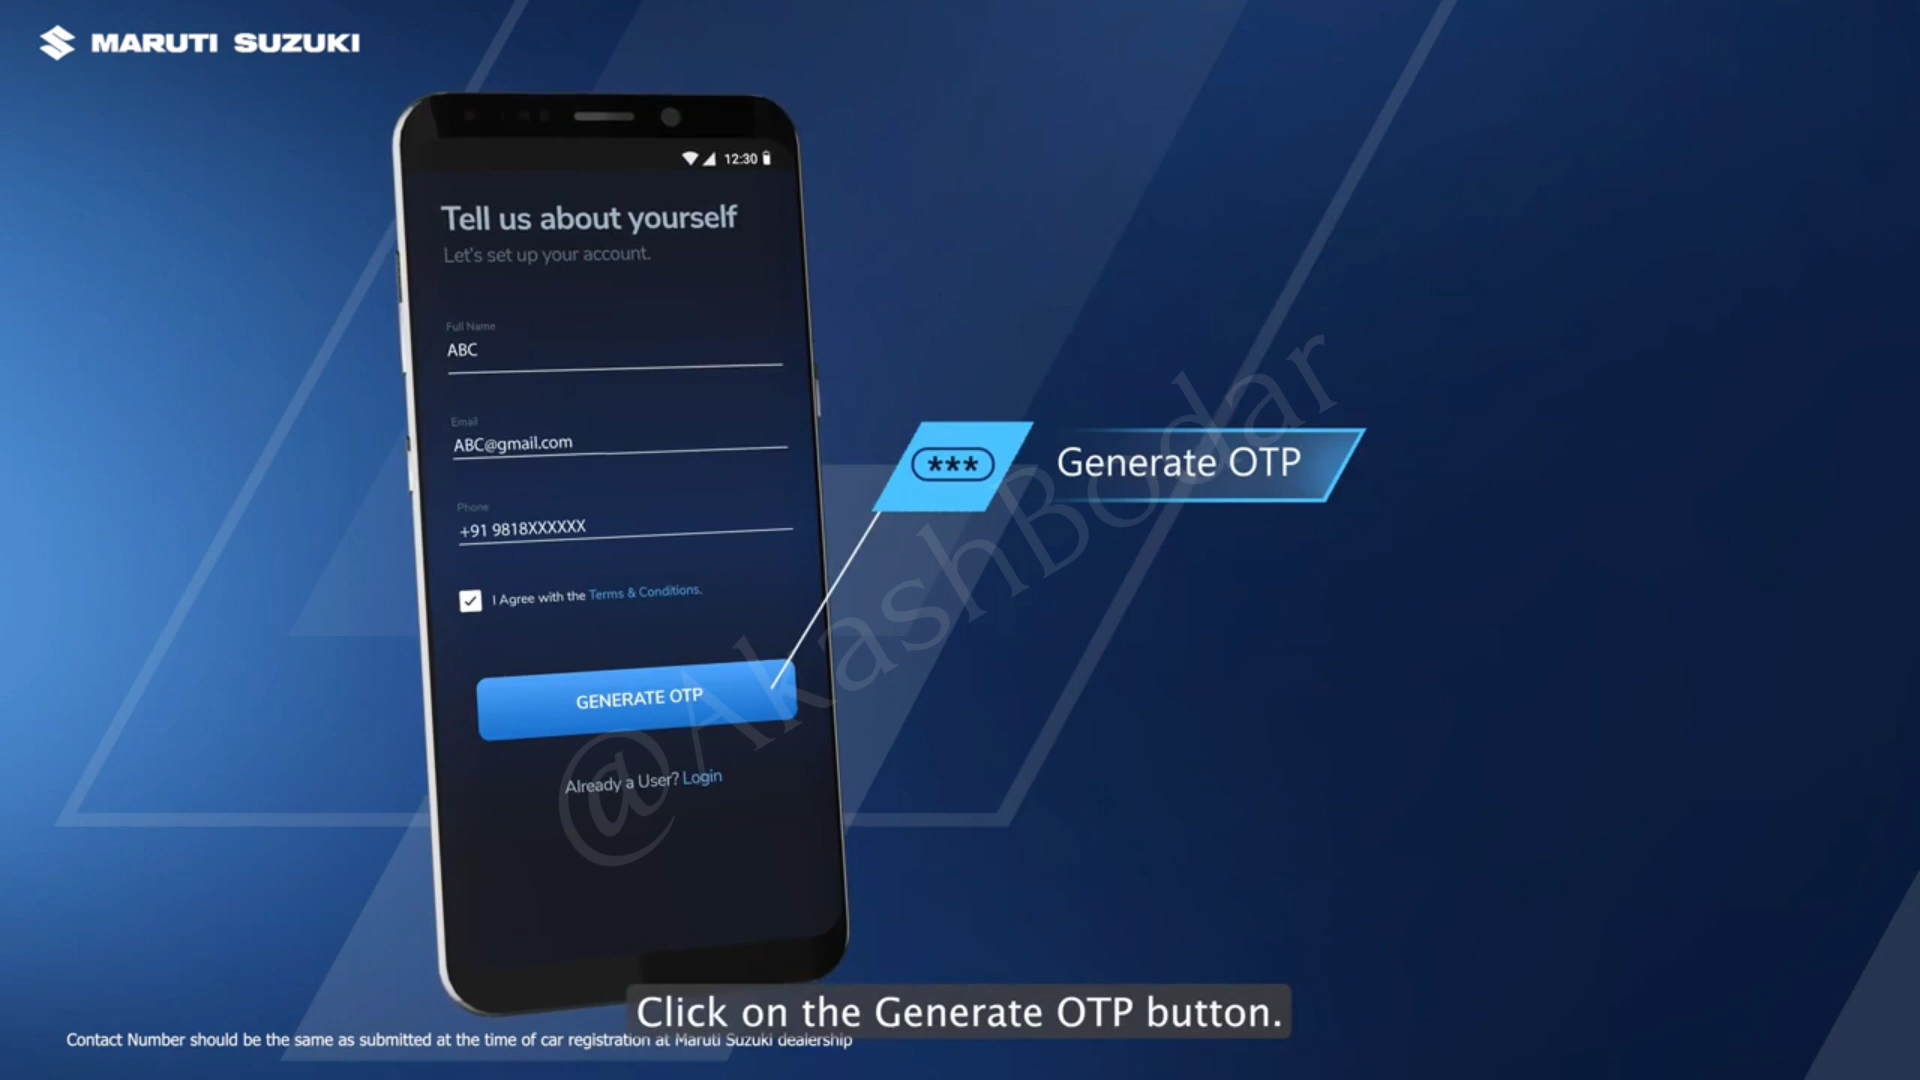 MARUTI SUZUKI
12:30
Tell us about yourself
Let's set up your account.
Full Name
ABC
Email
ABC@gmail.com
Phone
+91 9818XXXXXX
I Agree with the Terms & Conditions.
GENERATE OTP
Already a User? Login
***
Generate OTP
@AkashBodar
Click on the Generate OTP button.
Contact Number should be the same as submitted at the time of car registration at Maruti Suzuki dealership